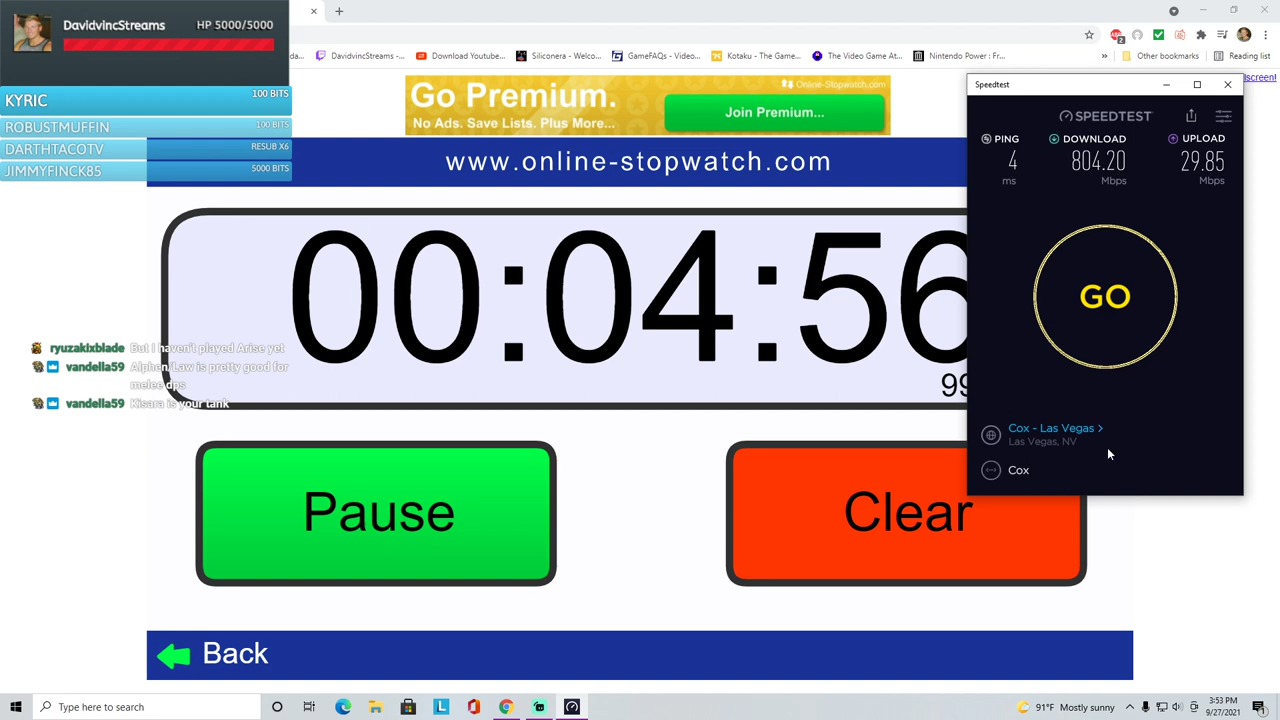 DavidvincStreams HP 5000/5000
KYRIC 100 BITS
ROBUSTMUFFIN 100 BITS
DARTHTACOTV RESUB X6
JIMMYFINCK85 5000 BITS
da...
DavidvincStreams -...
Download Youtube...
Siliconera - Welco...
GameFAQs - Video...
Kotaku - The Game...
The Video Game At...
Nintendo Power : Fr...
»
Other bookmarks
Reading list
dscreen!
Go Premium.
No Ads. Save Lists. Plus More...
Online-Stopwatch.com
Join Premium...
www.online-stopwatch.com
00:04:56
99
ryuzakixblade But I haven't played Arise yet
vandella59 Alphen/Law is pretty good for
melee dps
vandella59 Kisara is your tank
Pause
Clear
Back
Speedtest
SPEEDTEST
PING DOWNLOAD UPLOAD
4 804.20 29.85
ms Mbps Mbps
GO
Cox - Las Vegas >
Las Vegas, NV
Cox
Type here to search
91°F Mostly sunny
3:53 PM
9/27/2021